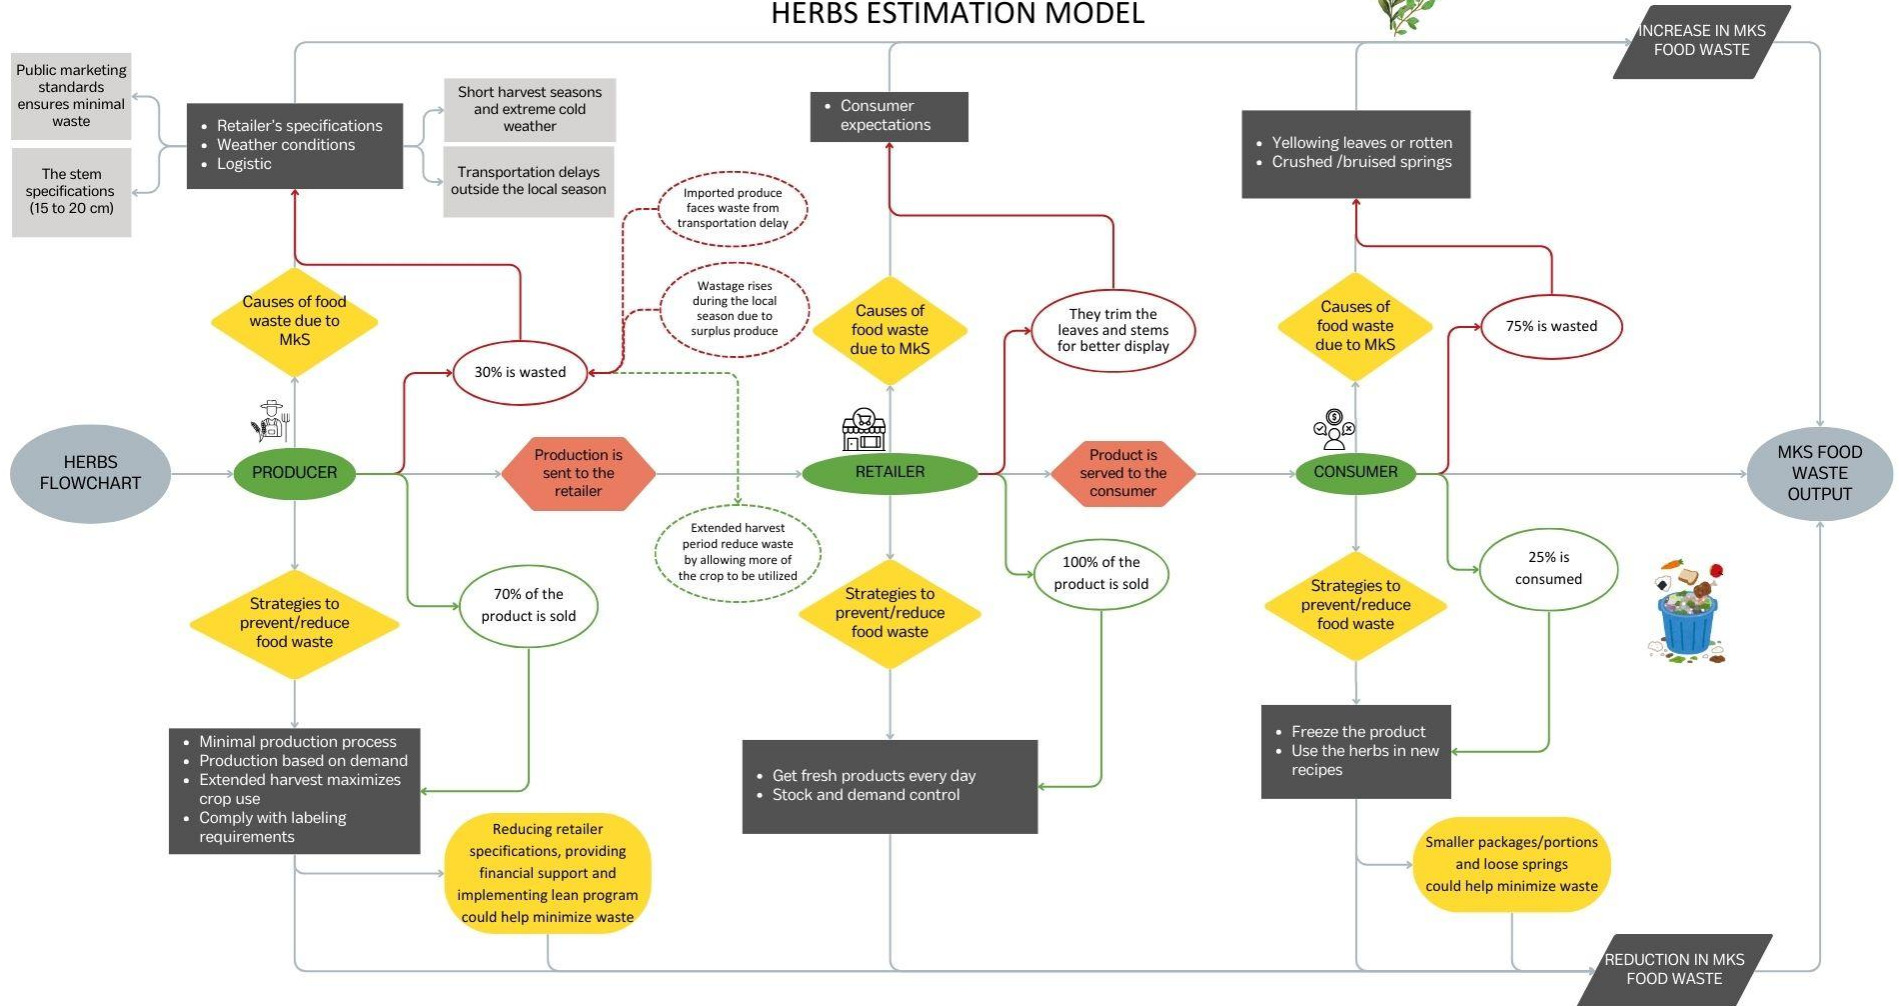 HERBS ESTIMATION MODEL
INCREASE IN MKS
FOOD WASTE
Public marketing
standards
ensures minimal
waste
The stem
specifications
(15 to 20 cm)
• Retailer's specifications
• Weather conditions
• Logistic
Short harvest seasons
and extreme cold
weather
Transportation delays
outside the local season
• Consumer
expectations
• Yellowing leaves or rotten
• Crushed /bruised springs
Imported produce
faces waste from
transportation delay
Wastage rises
during the local
season due to
surplus produce
Causes of food
waste due to
MkS
30% is wasted
Causes of
food waste
due to MkS
They trim the
leaves and stems
for better display
Causes of
food waste
due to MkS
75% is wasted
HERBS
FLOWCHART
PRODUCER
Production is
sent to the
retailer
RETAILER
Product is
served to the
consumer
CONSUMER
MKS FOOD
WASTE
OUTPUT
Extended harvest
period reduce waste
by allowing more of
the crop to be utilized
Strategies to
prevent/reduce
food waste
70% of the
product is sold
Strategies to
prevent/reduce
food waste
100% of the
product is sold
Strategies to
prevent/reduce
food waste
25% is
consumed
• Minimal production process
• Production based on demand
• Extended harvest maximizes
crop use
• Comply with labeling
requirements
• Get fresh products every day
• Stock and demand control
• Freeze the product
• Use the herbs in new
recipes
Reducing retailer
specifications, providing
financial support and
implementing lean program
could help minimize waste
Smaller packages/portions
and loose springs
could help minimize waste
REDUCTION IN MKS
FOOD WASTE